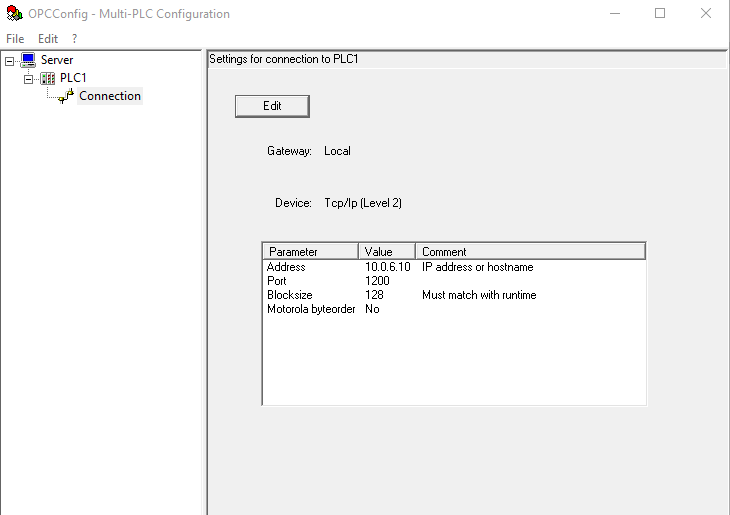 OPCConfig - Multi-PLC Configuration
File Edit ?
Server
PLC1
Connection
Settings for connection to PLC1
Edit
Gateway: Local
Device: Tcp/Ip (Level 2)
Parameter Value Comment
Address 10.0.6.10 IP address or hostname
Port 1200
Blocksize 128 Must match with runtime
Motorola byteorder No